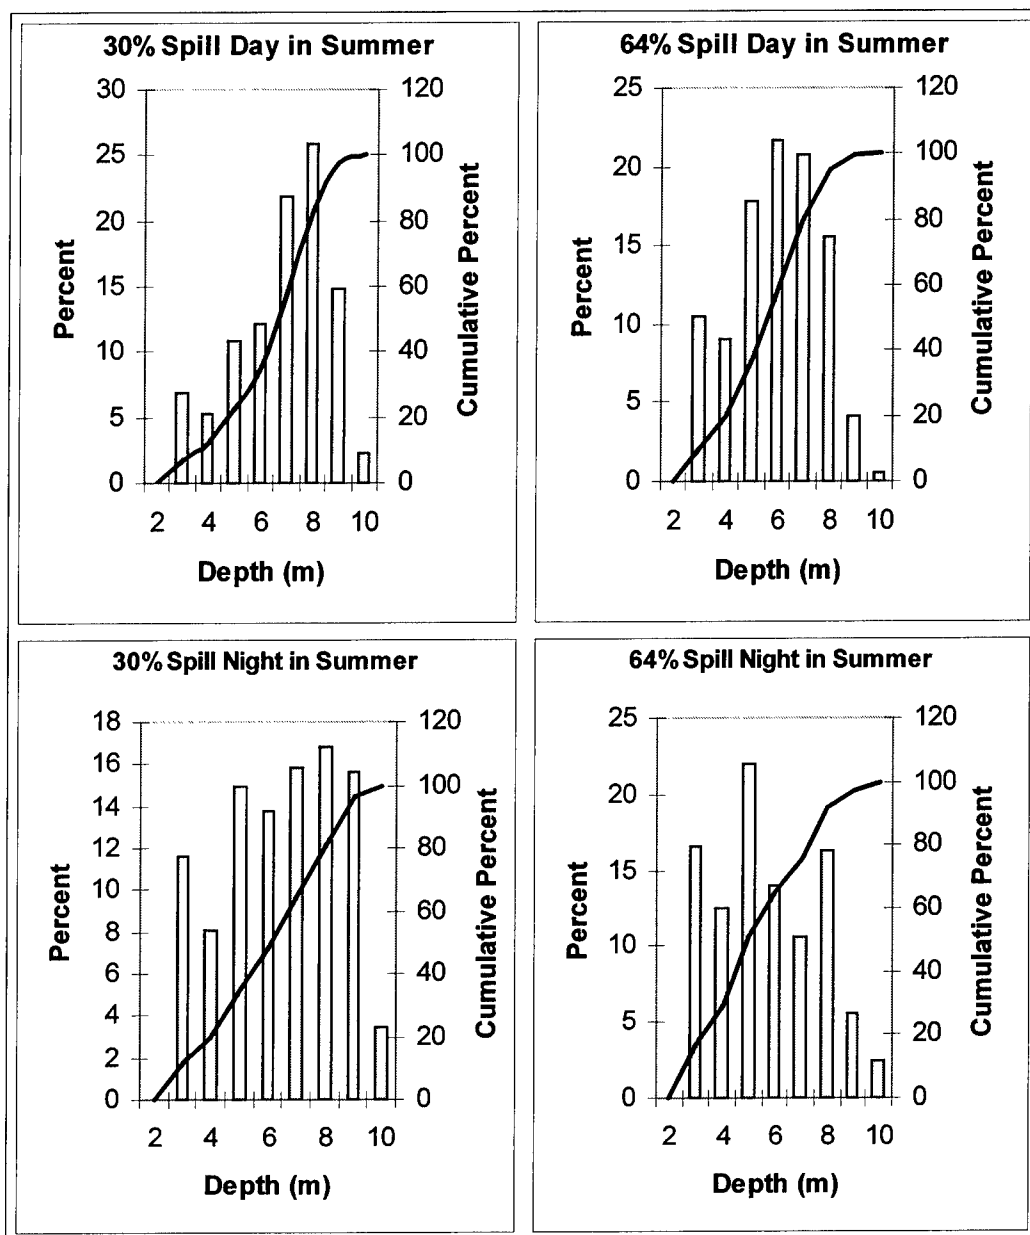 30% Spill Day in Summer
30
25
20
15
10
5
0
Percent
120
100
80
60
40
20
0
Cumulative Percent
2 4 6 8 10
Depth (m)
64% Spill Day in Summer
25
20
15
10
5
0
Percent
120
100
80
60
40
20
0
Cumulative Percent
2 4 6 8 10
Depth (m)
30% Spill Night in Summer
18
16
14
12
10
8
6
4
2
0
Percent
120
100
80
60
40
20
0
Cumulative Percent
2 4 6 8 10
Depth (m)
64% Spill Night in Summer
25
20
15
10
5
0
Percent
120
100
80
60
40
20
0
Cumulative Percent
2 4 6 8 10
Depth (m)